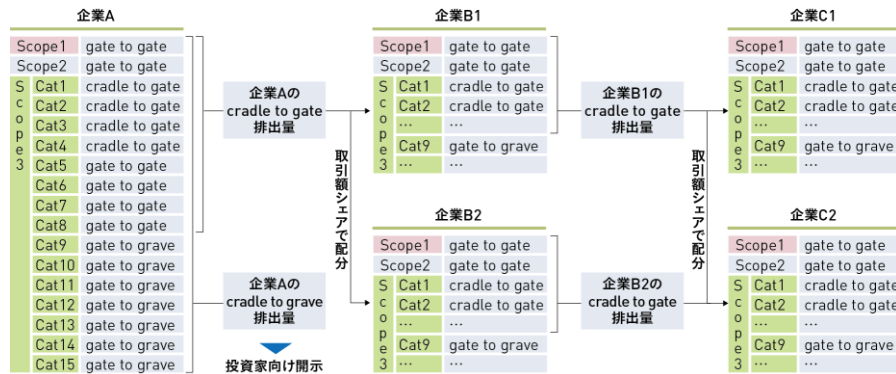 企業A
Scope1 gate to gate
Scope2 gate to gate
Scope3
Cat1 cradle to gate
Cat2 cradle to gate
Cat3 cradle to gate
Cat4 cradle to gate
Cat5 gate to gate
Cat6 gate to gate
Cat7 gate to gate
Cat8 gate to gate
Cat9 gate to grave
Cat10 gate to grave
Cat11 gate to grave
Cat12 gate to grave
Cat13 gate to grave
Cat14 gate to grave
Cat15 gate to grave
企業Aの
cradle to gate
排出量
企業Aの
cradle to grave
排出量
投資家向け開示
取引額シェアで配分
企業B1
Scope1 gate to gate
Scope2 gate to gate
Scope3
Cat1 cradle to gate
Cat2 cradle to gate
… …
Cat9 gate to grave
… …
企業B2
Scope1 gate to gate
Scope2 gate to gate
Scope3
Cat1 cradle to gate
Cat2 cradle to gate
… …
Cat9 gate to grave
… …
企業B1の
cradle to gate
排出量
企業B2の
cradle to gate
排出量
取引額シェアで配分
企業C1
Scope1 gate to gate
Scope2 gate to gate
Scope3
Cat1 cradle to gate
Cat2 cradle to gate
… …
Cat9 gate to grave
… …
企業C2
Scope1 gate to gate
Scope2 gate to gate
Scope3
Cat1 cradle to gate
Cat2 cradle to gate
… …
Cat9 gate to grave
… …